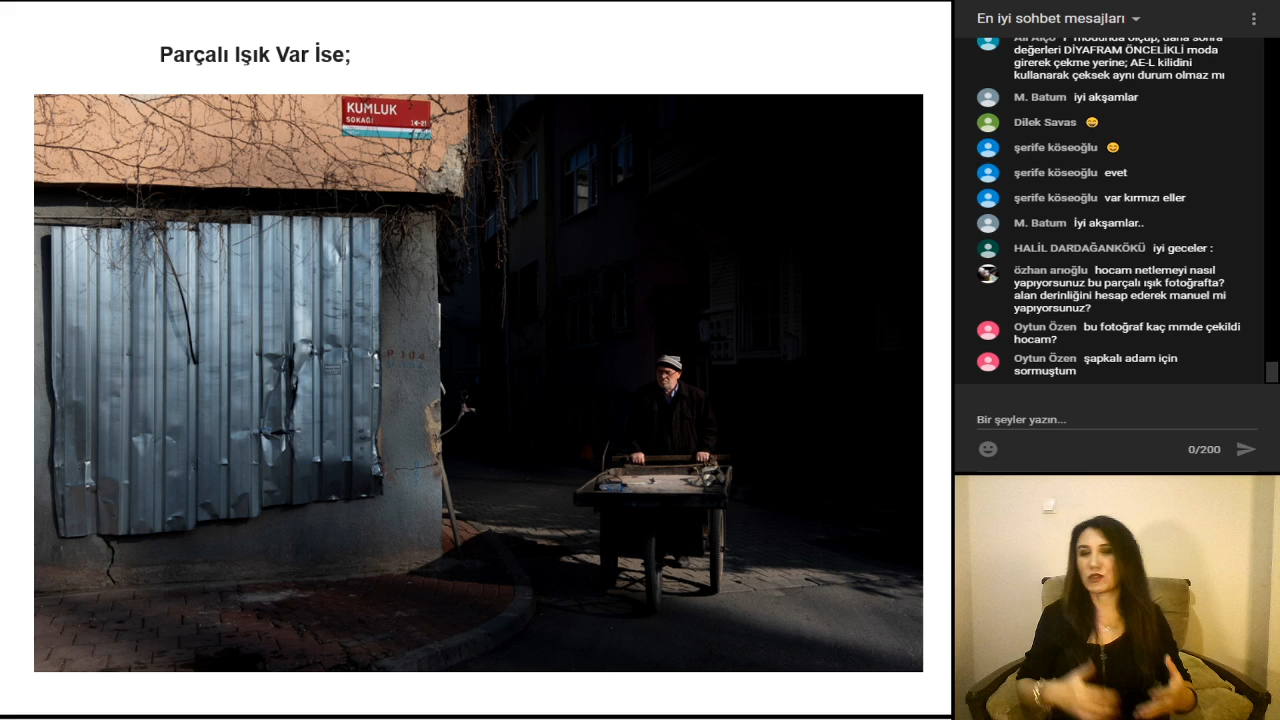 Parçalı Işık Var İse;
KUMLUK
SOKAĞI
En iyi sohbet mesajları
değerleri DİYAFRAM ÖNCELİKLİ moda
girerek çekme yerine; AE-L kilidini
kullanarak çeksek aynı durum olmaz mı
M. Batum iyi akşamlar
Dilek Savas 😊
şerife köseoğlu 😊
şerife köseoğlu evet
şerife köseoğlu var kırmızı eller
M. Batum İyi akşamlar..
HALİL DARDAĞANKÖKÜ iyi geceler :
özhan arıoğlu hocam netlemeyi nasıl
yapıyorsunuz bu parçalı ışık fotoğrafta?
alan derinliğini hesap ederek manuel mi
yapıyorsunuz?
Oytun Özen bu fotoğraf kaç mmde çekildi
hocam?
Oytun Özen şapkalı adam için
sormuştum
Bir şeyler yazın...
0/200